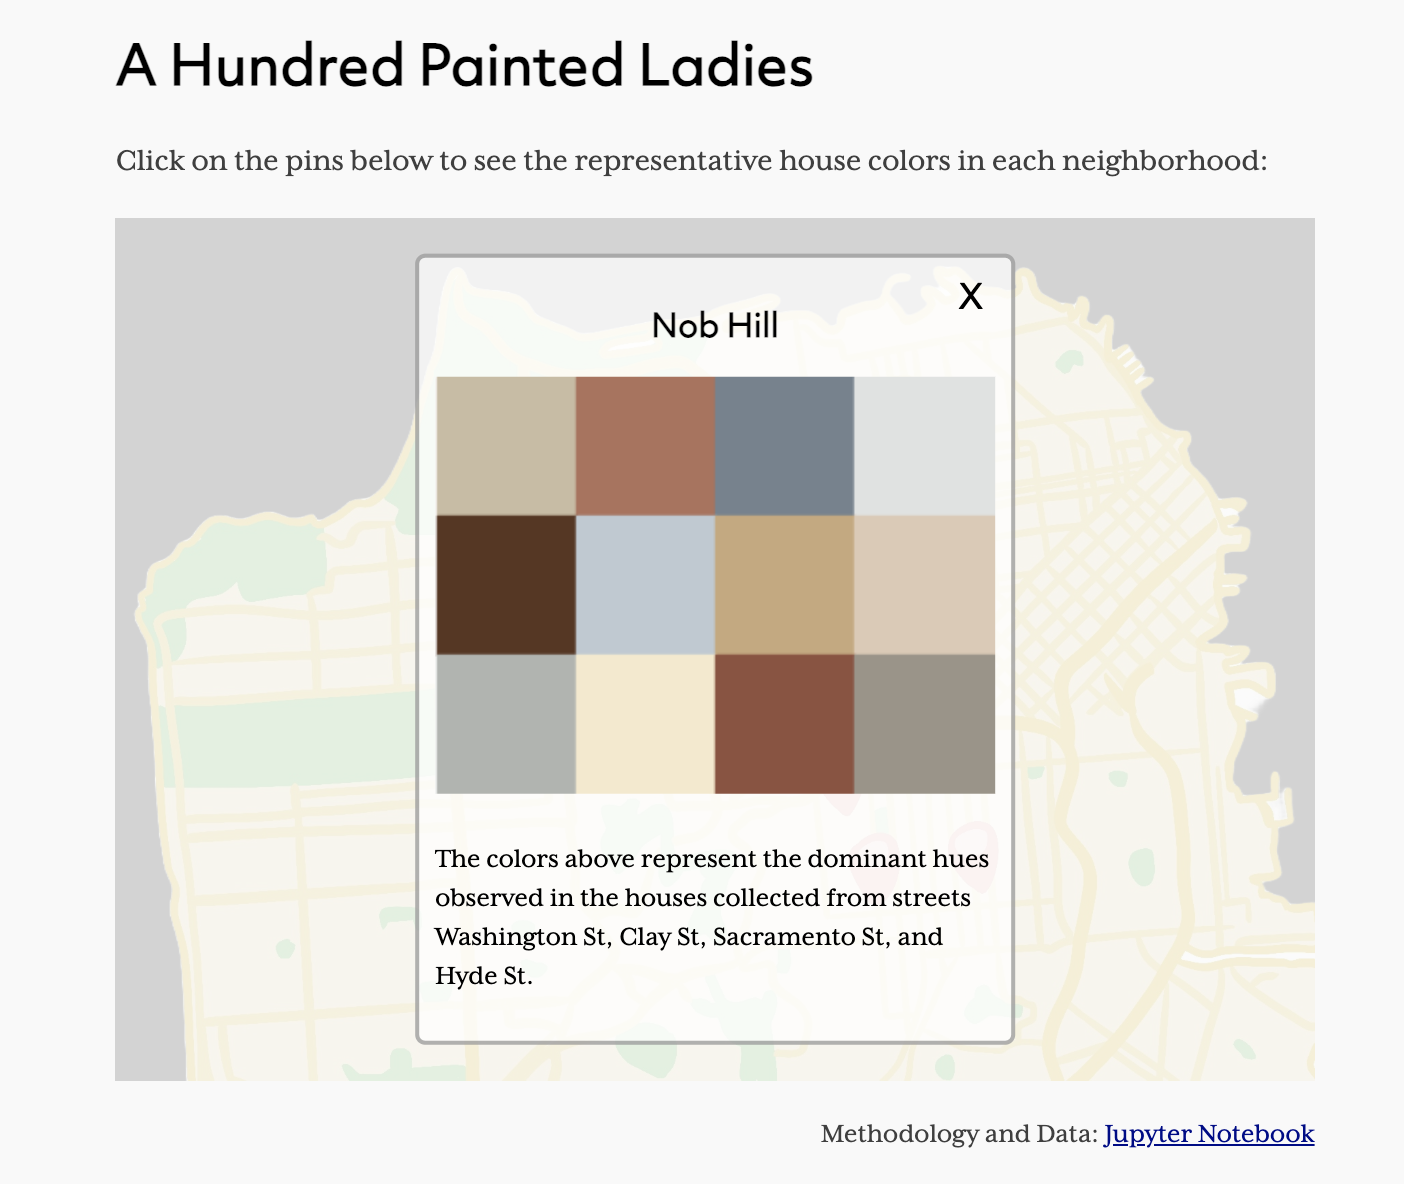 A Hundred Painted Ladies
Click on the pins below to see the representative house colors in each neighborhood:
X
Nob Hill
The colors above represent the dominant hues
observed in the houses collected from streets
Washington St, Clay St, Sacramento St, and
Hyde St.
Methodology and Data: Jupyter Notebook